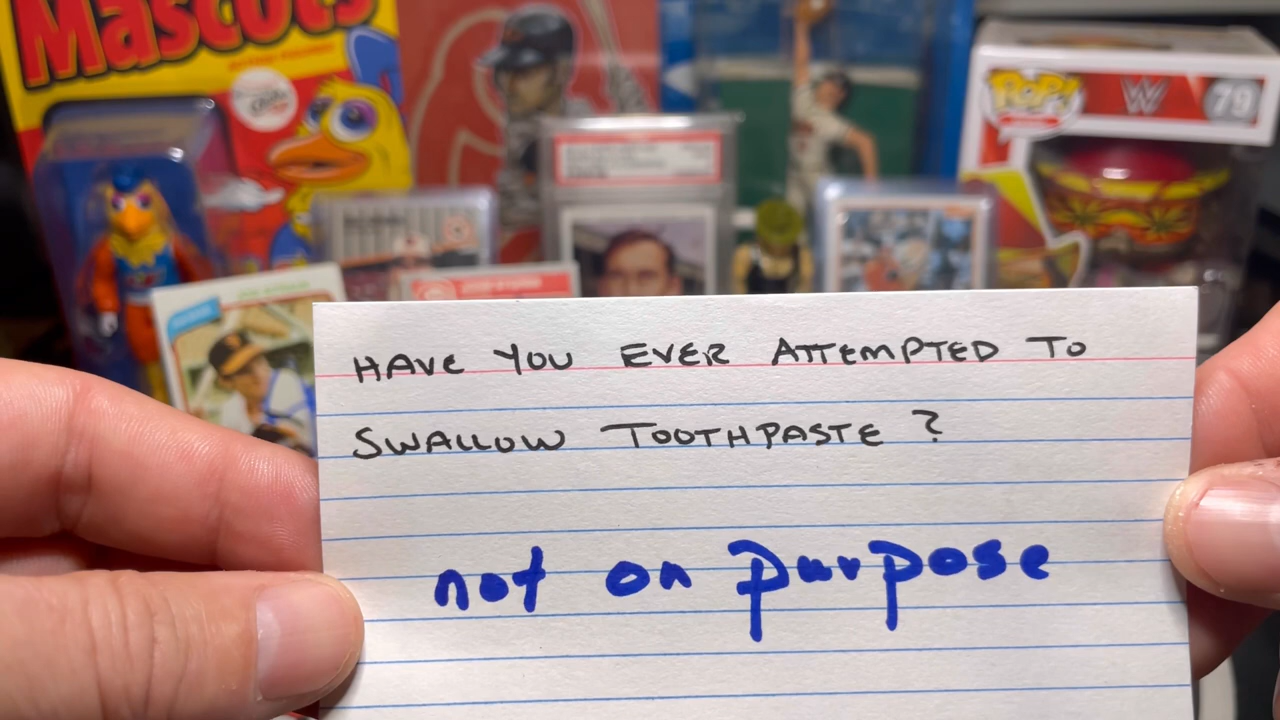 Mascots
POP!
W
79
HAVE YOU EVER ATTEMPTED TO
SWALLOW TOOTHPASTE ?
not on purpose